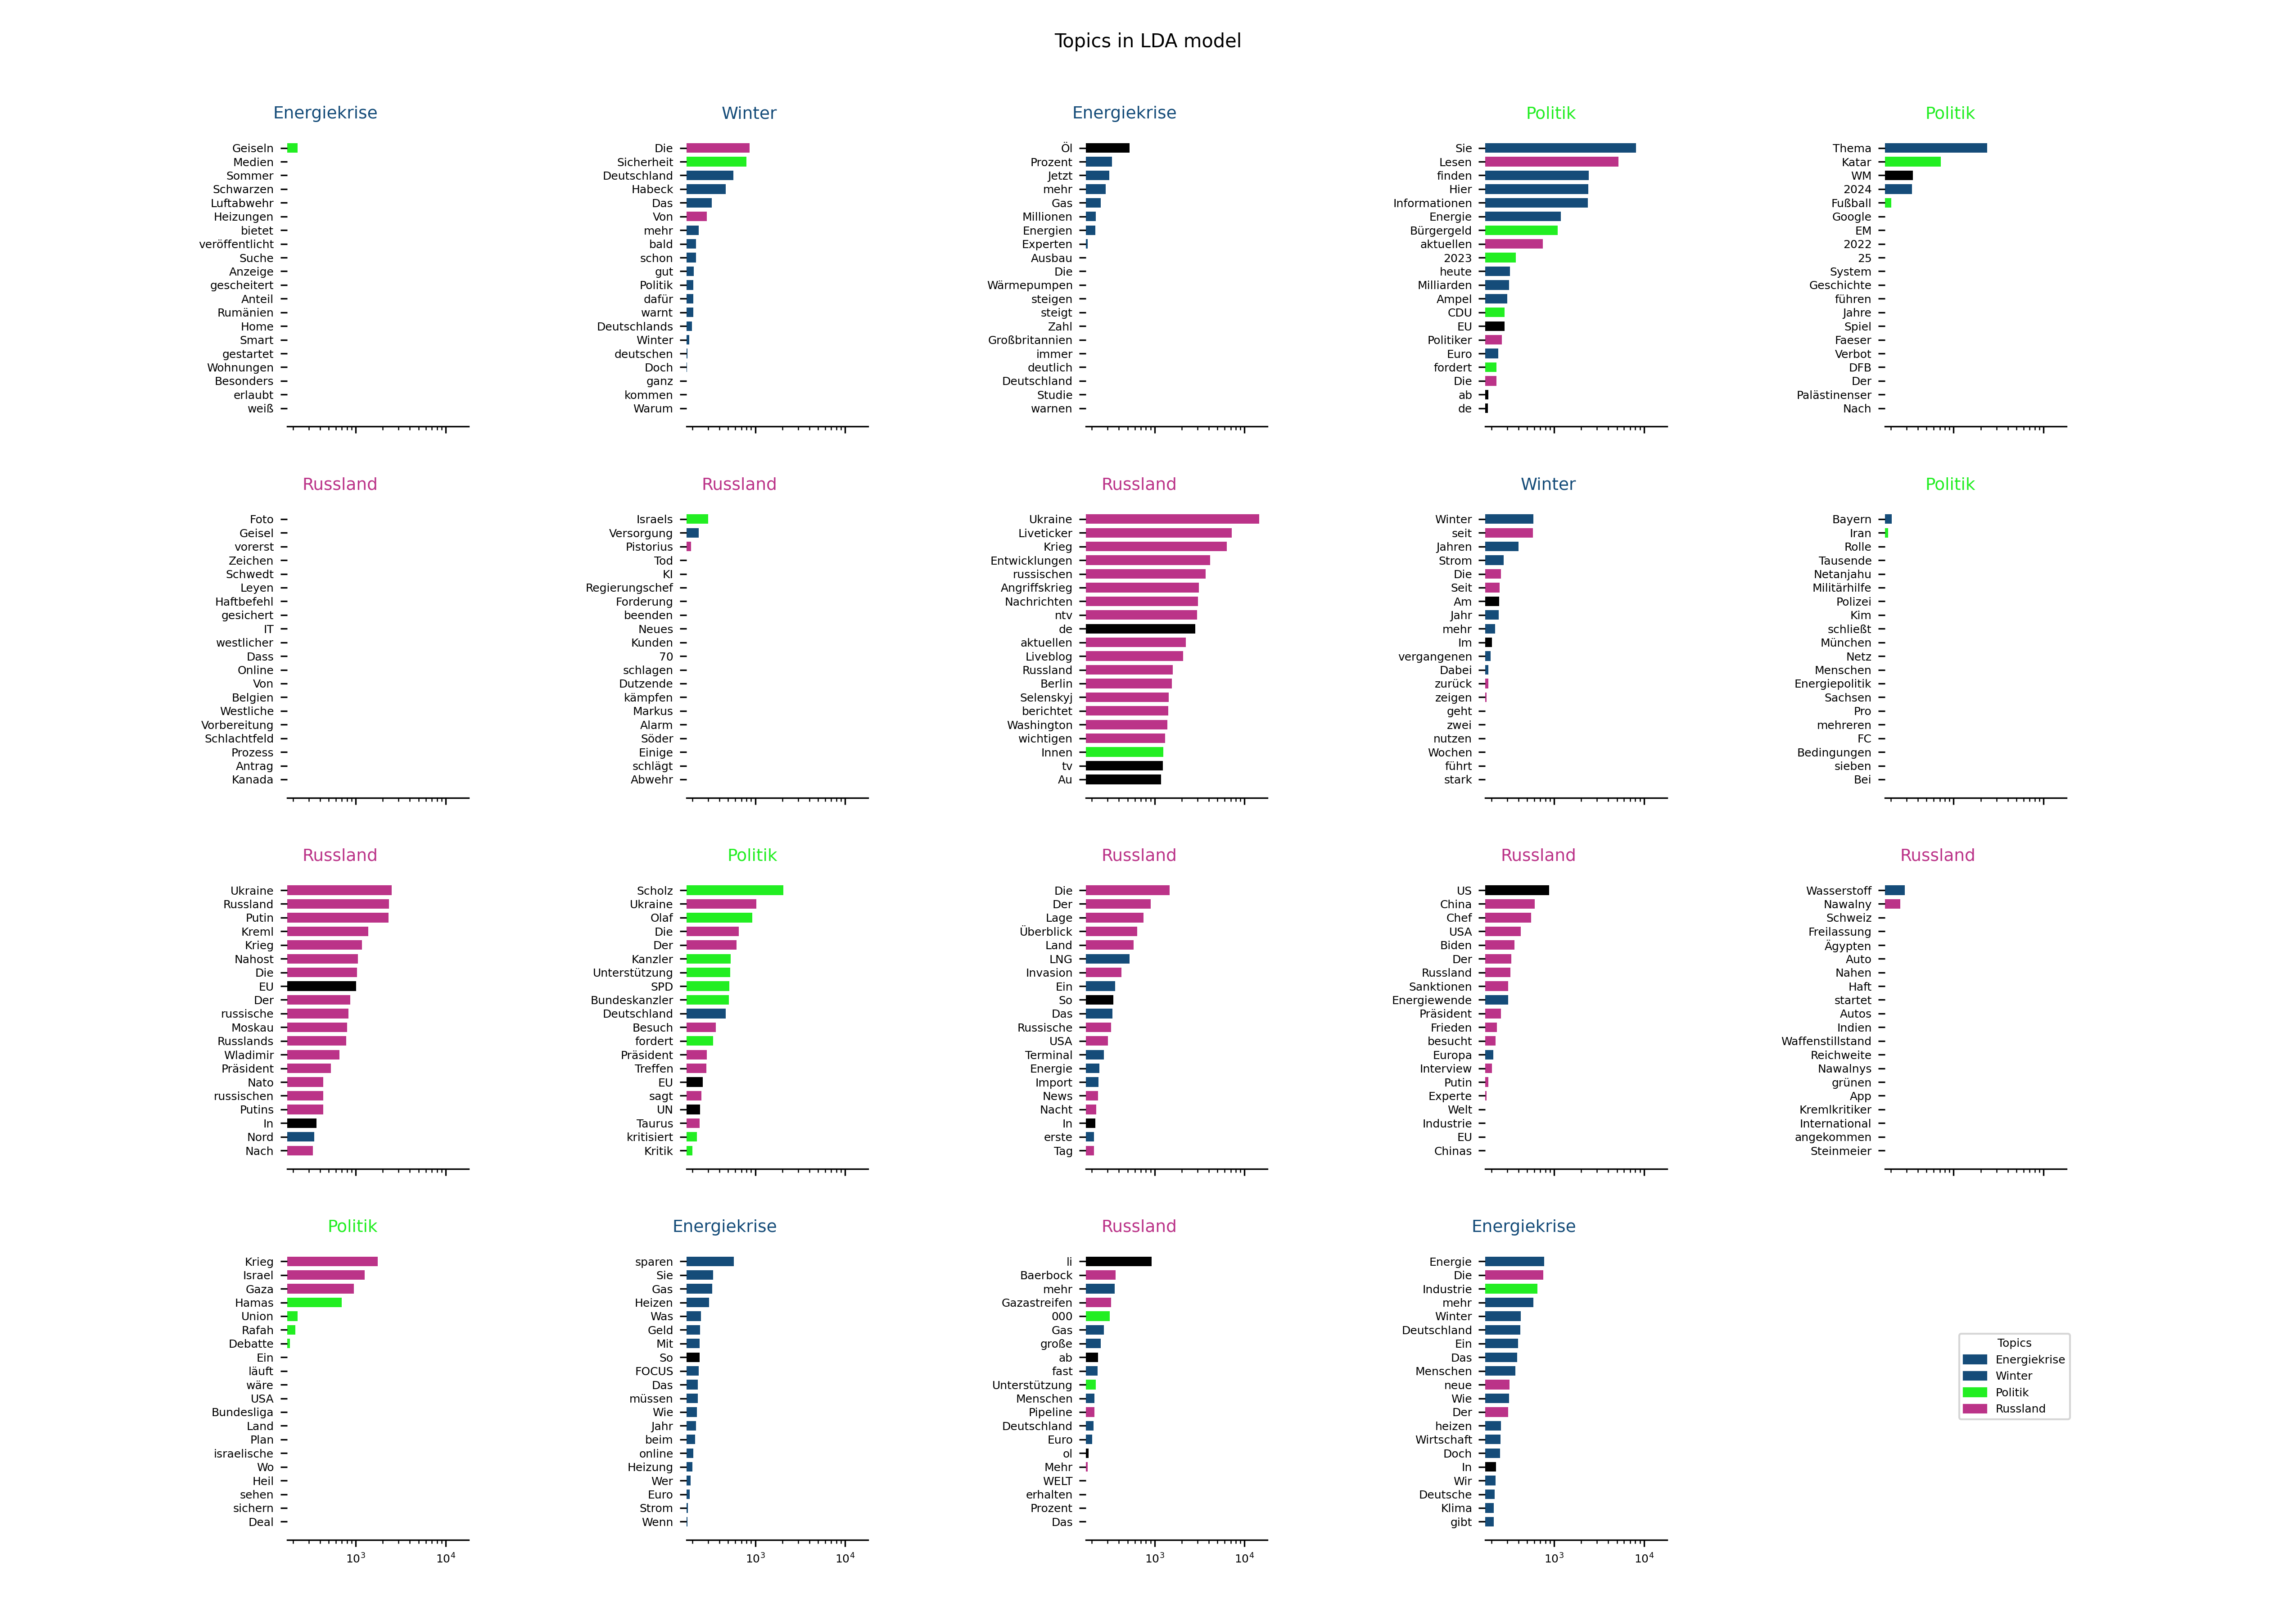 Topics in LDA model
Energiekrise
Geiseln
Medien
Sommer
Schwarzen
Luftabwehr
Heizungen
bietet
veröffentlicht
Suche
Anzeige
gescheitert
Anteil
Rumänien
Home
Smart
gestartet
Wohnungen
Besonders
erlaubt
weiß
Winter
Die
Sicherheit
Deutschland
Habeck
Das
Von
mehr
bald
schon
gut
Politik
dafür
warnt
Deutschlands
Winter
deutschen
Doch
ganz
kommen
Warum
Energiekrise
Öl
Prozent
Jetzt
mehr
Gas
Millionen
Energien
Experten
Ausbau
Die
Wärmepumpen
steigen
steigt
Zahl
Großbritannien
immer
deutlich
Deutschland
Studie
warnen
Politik
Sie
Lesen
finden
Hier
Informationen
Energie
Bürgergeld
aktuellen
2023
heute
Milliarden
Ampel
CDU
EU
Politiker
Euro
fordert
Die
ab
de
Politik
Thema
Katar
WM
2024
Fußball
Google
EM
2022
25
System
Geschichte
führen
Jahre
Spiel
Faeser
Verbot
DFB
Der
Palästinenser
Nach
Russland
Foto
Geisel
vorerst
Zeichen
Schwedt
Leyen
Haftbefehl
gesichert
IT
westlicher
Dass
Online
Von
Belgien
Westliche
Vorbereitung
Schlachtfeld
Prozess
Antrag
Kanada
Russland
Israels
Versorgung
Pistorius
Tod
KI
Regierungschef
Forderung
beenden
Neues
Kunden
70
schlagen
Dutzende
kämpfen
Markus
Alarm
Söder
Einige
schlägt
Abwehr
Russland
Ukraine
Liveticker
Krieg
Entwicklungen
russischen
Angriffskrieg
Nachrichten
ntv
de
aktuellen
Liveblog
Russland
Berlin
Selenskyj
berichtet
Washington
wichtigen
Innen
tv
Au
Winter
Winter
seit
Jahren
Strom
Die
Seit
Am
Jahr
mehr
Im
vergangenen
Dabei
zurück
zeigen
geht
zwei
nutzen
Wochen
führt
stark
Politik
Bayern
Iran
Rolle
Tausende
Netanjahu
Militärhilfe
Polizei
Kim
schließt
München
Netz
Menschen
Energiepolitik
Sachsen
Pro
mehreren
FC
Bedingungen
sieben
Bei
Russland
Ukraine
Russland
Putin
Kreml
Krieg
Nahost
Die
EU
Der
russische
Moskau
Russlands
Wladimir
Präsident
Nato
russischen
Putins
In
Nord
Nach
Politik
Scholz
Ukraine
Olaf
Die
Der
Kanzler
Unterstützung
SPD
Bundeskanzler
Deutschland
Besuch
fordert
Präsident
Treffen
EU
sagt
UN
Taurus
kritisiert
Kritik
Russland
Die
Der
Lage
Überblick
Land
LNG
Invasion
Ein
So
Das
Russische
USA
Terminal
Energie
Import
News
Nacht
In
erste
Tag
Russland
US
China
Chef
USA
Biden
Der
Russland
Sanktionen
Energiewende
Präsident
Frieden
besucht
Europa
Interview
Putin
Experte
Welt
Industrie
EU
Chinas
Russland
Wasserstoff
Nawalny
Schweiz
Freilassung
Ägypten
Auto
Nahen
Haft
startet
Autos
Indien
Waffenstillstand
Reichweite
Nawalnys
grünen
App
Kremlkritiker
International
angekommen
Steinmeier
Politik
Krieg
Israel
Gaza
Hamas
Union
Rafah
Debatte
Ein
läuft
wäre
USA
Bundesliga
Land
Plan
israelische
Wo
Heil
sehen
sichern
Deal
10³
10⁴
Energiekrise
sparen
Sie
Gas
Heizen
Was
Geld
Mit
So
FOCUS
Das
müssen
Wie
Jahr
beim
online
Heizung
Wer
Euro
Strom
Wenn
10³
10⁴
Russland
li
Baerbock
mehr
Gazastreifen
000
Gas
große
ab
fast
Unterstützung
Menschen
Pipeline
Deutschland
Euro
ol
Mehr
WELT
erhalten
Prozent
Das
10³
10⁴
Energiekrise
Energie
Die
Industrie
mehr
Winter
Deutschland
Ein
Das
Menschen
neue
Wie
Der
heizen
Wirtschaft
Doch
In
Wir
Deutsche
Klima
gibt
10³
10⁴
Topics
Energiekrise
Winter
Politik
Russland